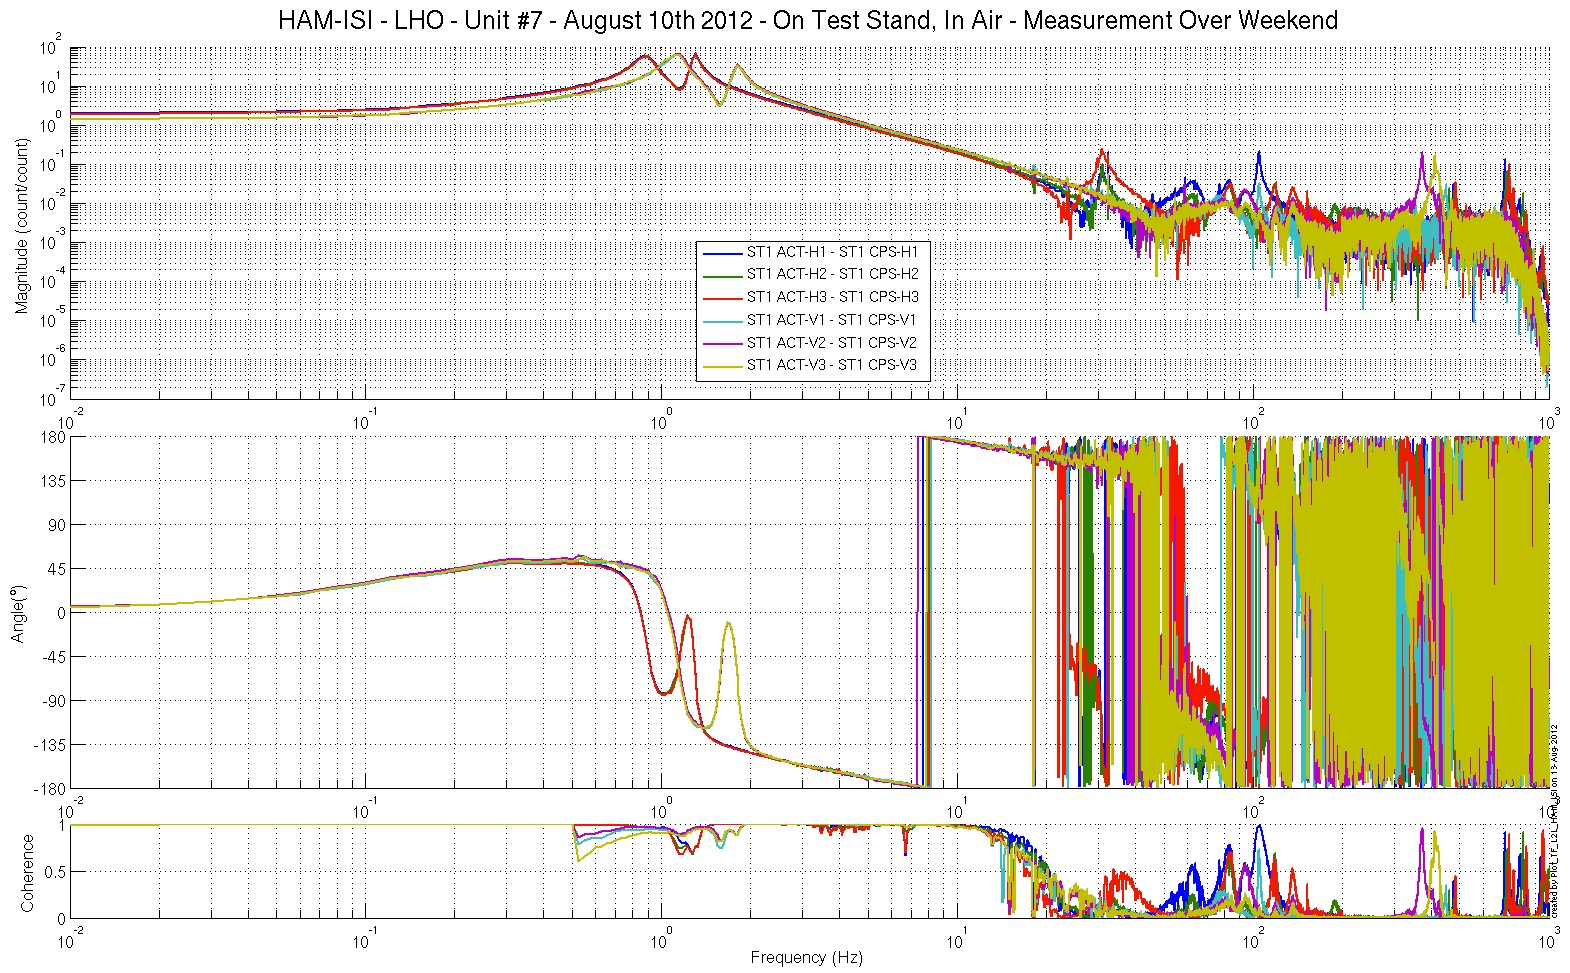 HAM-ISI - LHO - Unit #7 - August 10th 2012 - On Test Stand, In Air - Measurement Over Weekend
Magnitude (count/count)
10^2
10^1
10^0
10^-1
10^-2
10^-3
10^-4
10^-5
10^-6
10^-7
ST1 ACT-H1 - ST1 CPS-H1
ST1 ACT-H2 - ST1 CPS-H2
ST1 ACT-H3 - ST1 CPS-H3
ST1 ACT-V1 - ST1 CPS-V1
ST1 ACT-V2 - ST1 CPS-V2
ST1 ACT-V3 - ST1 CPS-V3
10^-2 10^-1 10^0 10^1 10^2 10^3
Angle(°)
180
135
90
45
0
-45
-90
-135
-180
10^-2 10^-1 10^0 10^1 10^2
Coherence
1
0.5
0
10^-2 10^-1 10^0 10^1 10^2 10^3
Frequency (Hz)